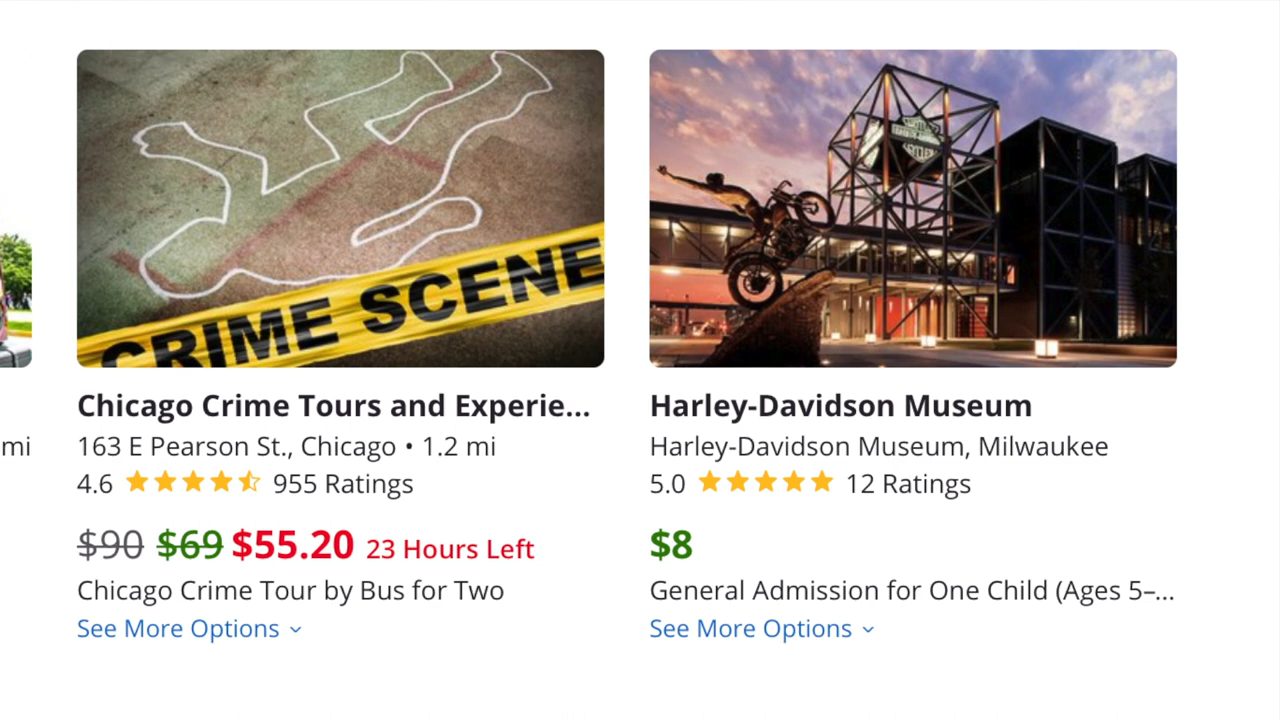 CRIME SCENE
mi
Chicago Crime Tours and Experie...
163 E Pearson St., Chicago • 1.2 mi
4.6 955 Ratings
$90 $69 $55.20 23 Hours Left
Chicago Crime Tour by Bus for Two
See More Options
HARLEY-DAVIDSON
Harley-Davidson Museum
Harley-Davidson Museum, Milwaukee
5.0 12 Ratings
$8
General Admission for One Child (Ages 5–...
See More Options